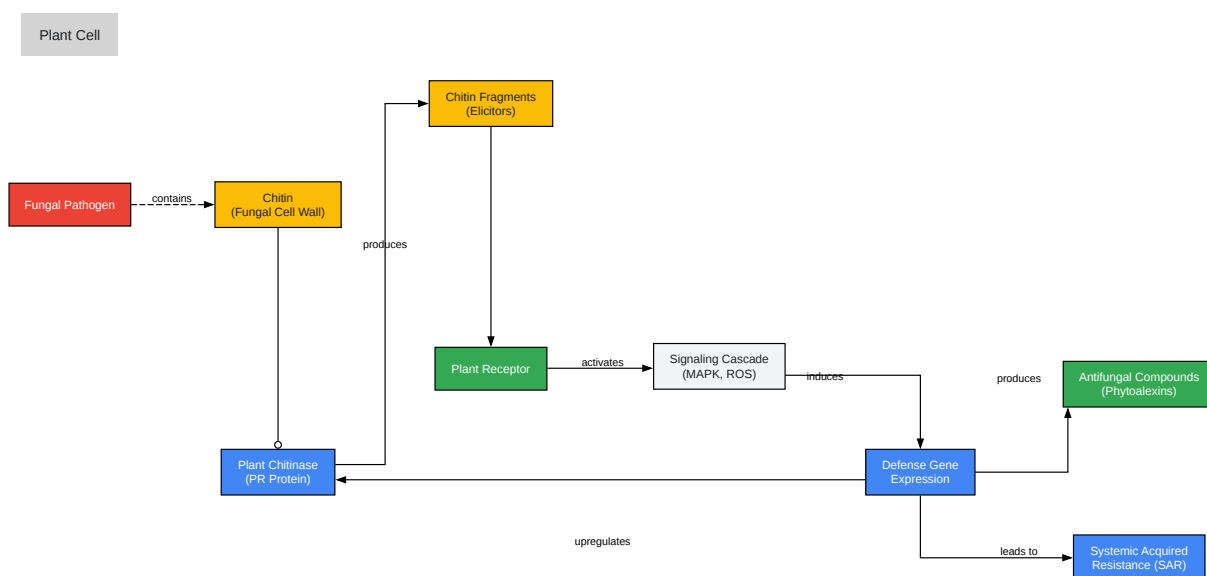 Plant Cell
Chitin Fragments
(Elicitors)
Fungal Pathogen
contains
Chitin
(Fungal Cell Wall)
produces
Plant Receptor
activates
Signaling Cascade
(MAPK, ROS)
induces
produces
Antifungal Compounds
(Phytoalexins)
Plant Chitinase
(PR Protein)
Defense Gene
Expression
upregulates
leads to
Systemic Acquired
Resistance (SAR)